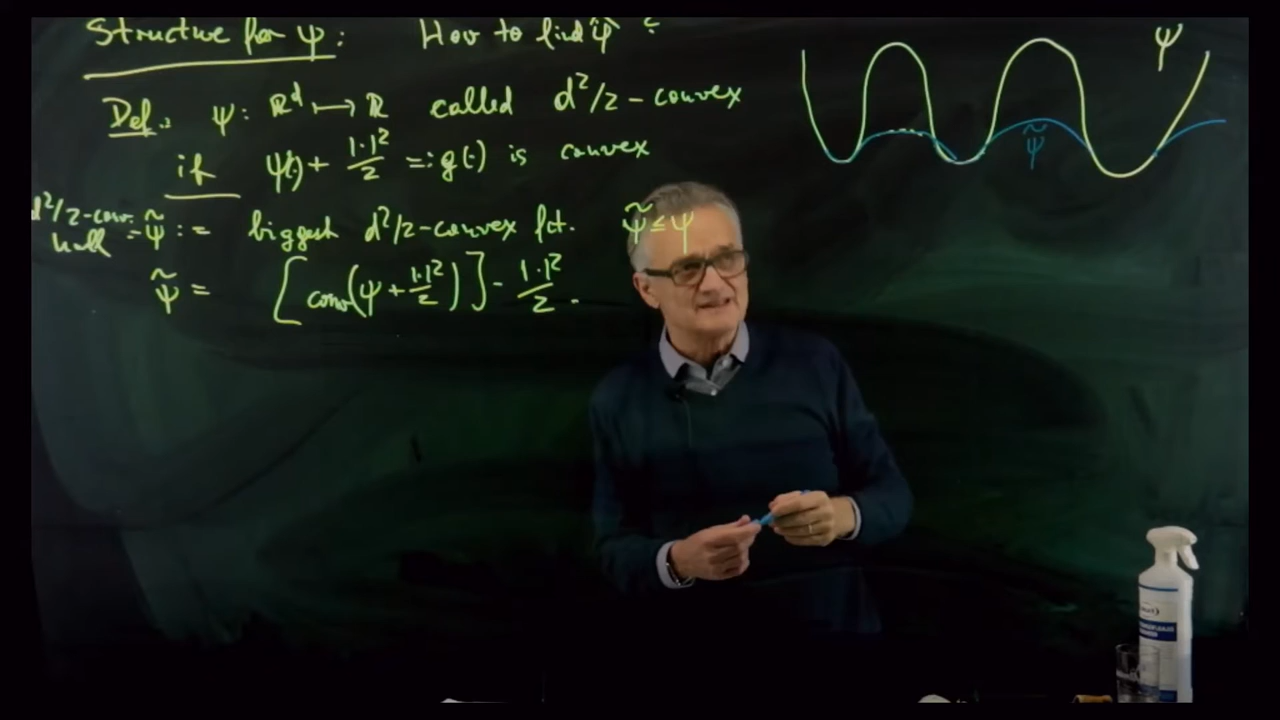 Structure for ψ: How to find ψ̃ ?
Def.: ψ: ℝᵈ ↦ ℝ called d²/2-convex
if ψ(·) + |·|²/2 =: g(·) is convex
d²/2-conv. hull = ψ̃ := biggest d²/2-convex fct. ψ̃ ≤ ψ
ψ̃ = [conv(ψ + |·|²/2)] - |·|²/2.
ψ
ψ̃